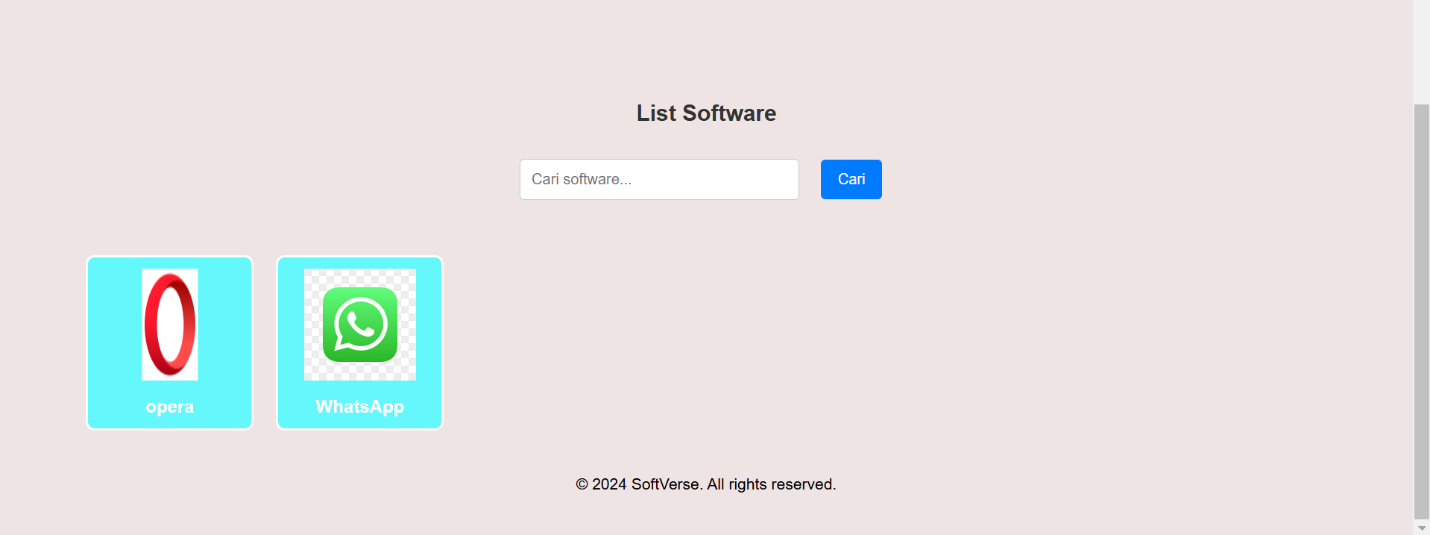 List Software
Cari software...
Cari
opera
WhatsApp
© 2024 SoftVerse. All rights reserved.